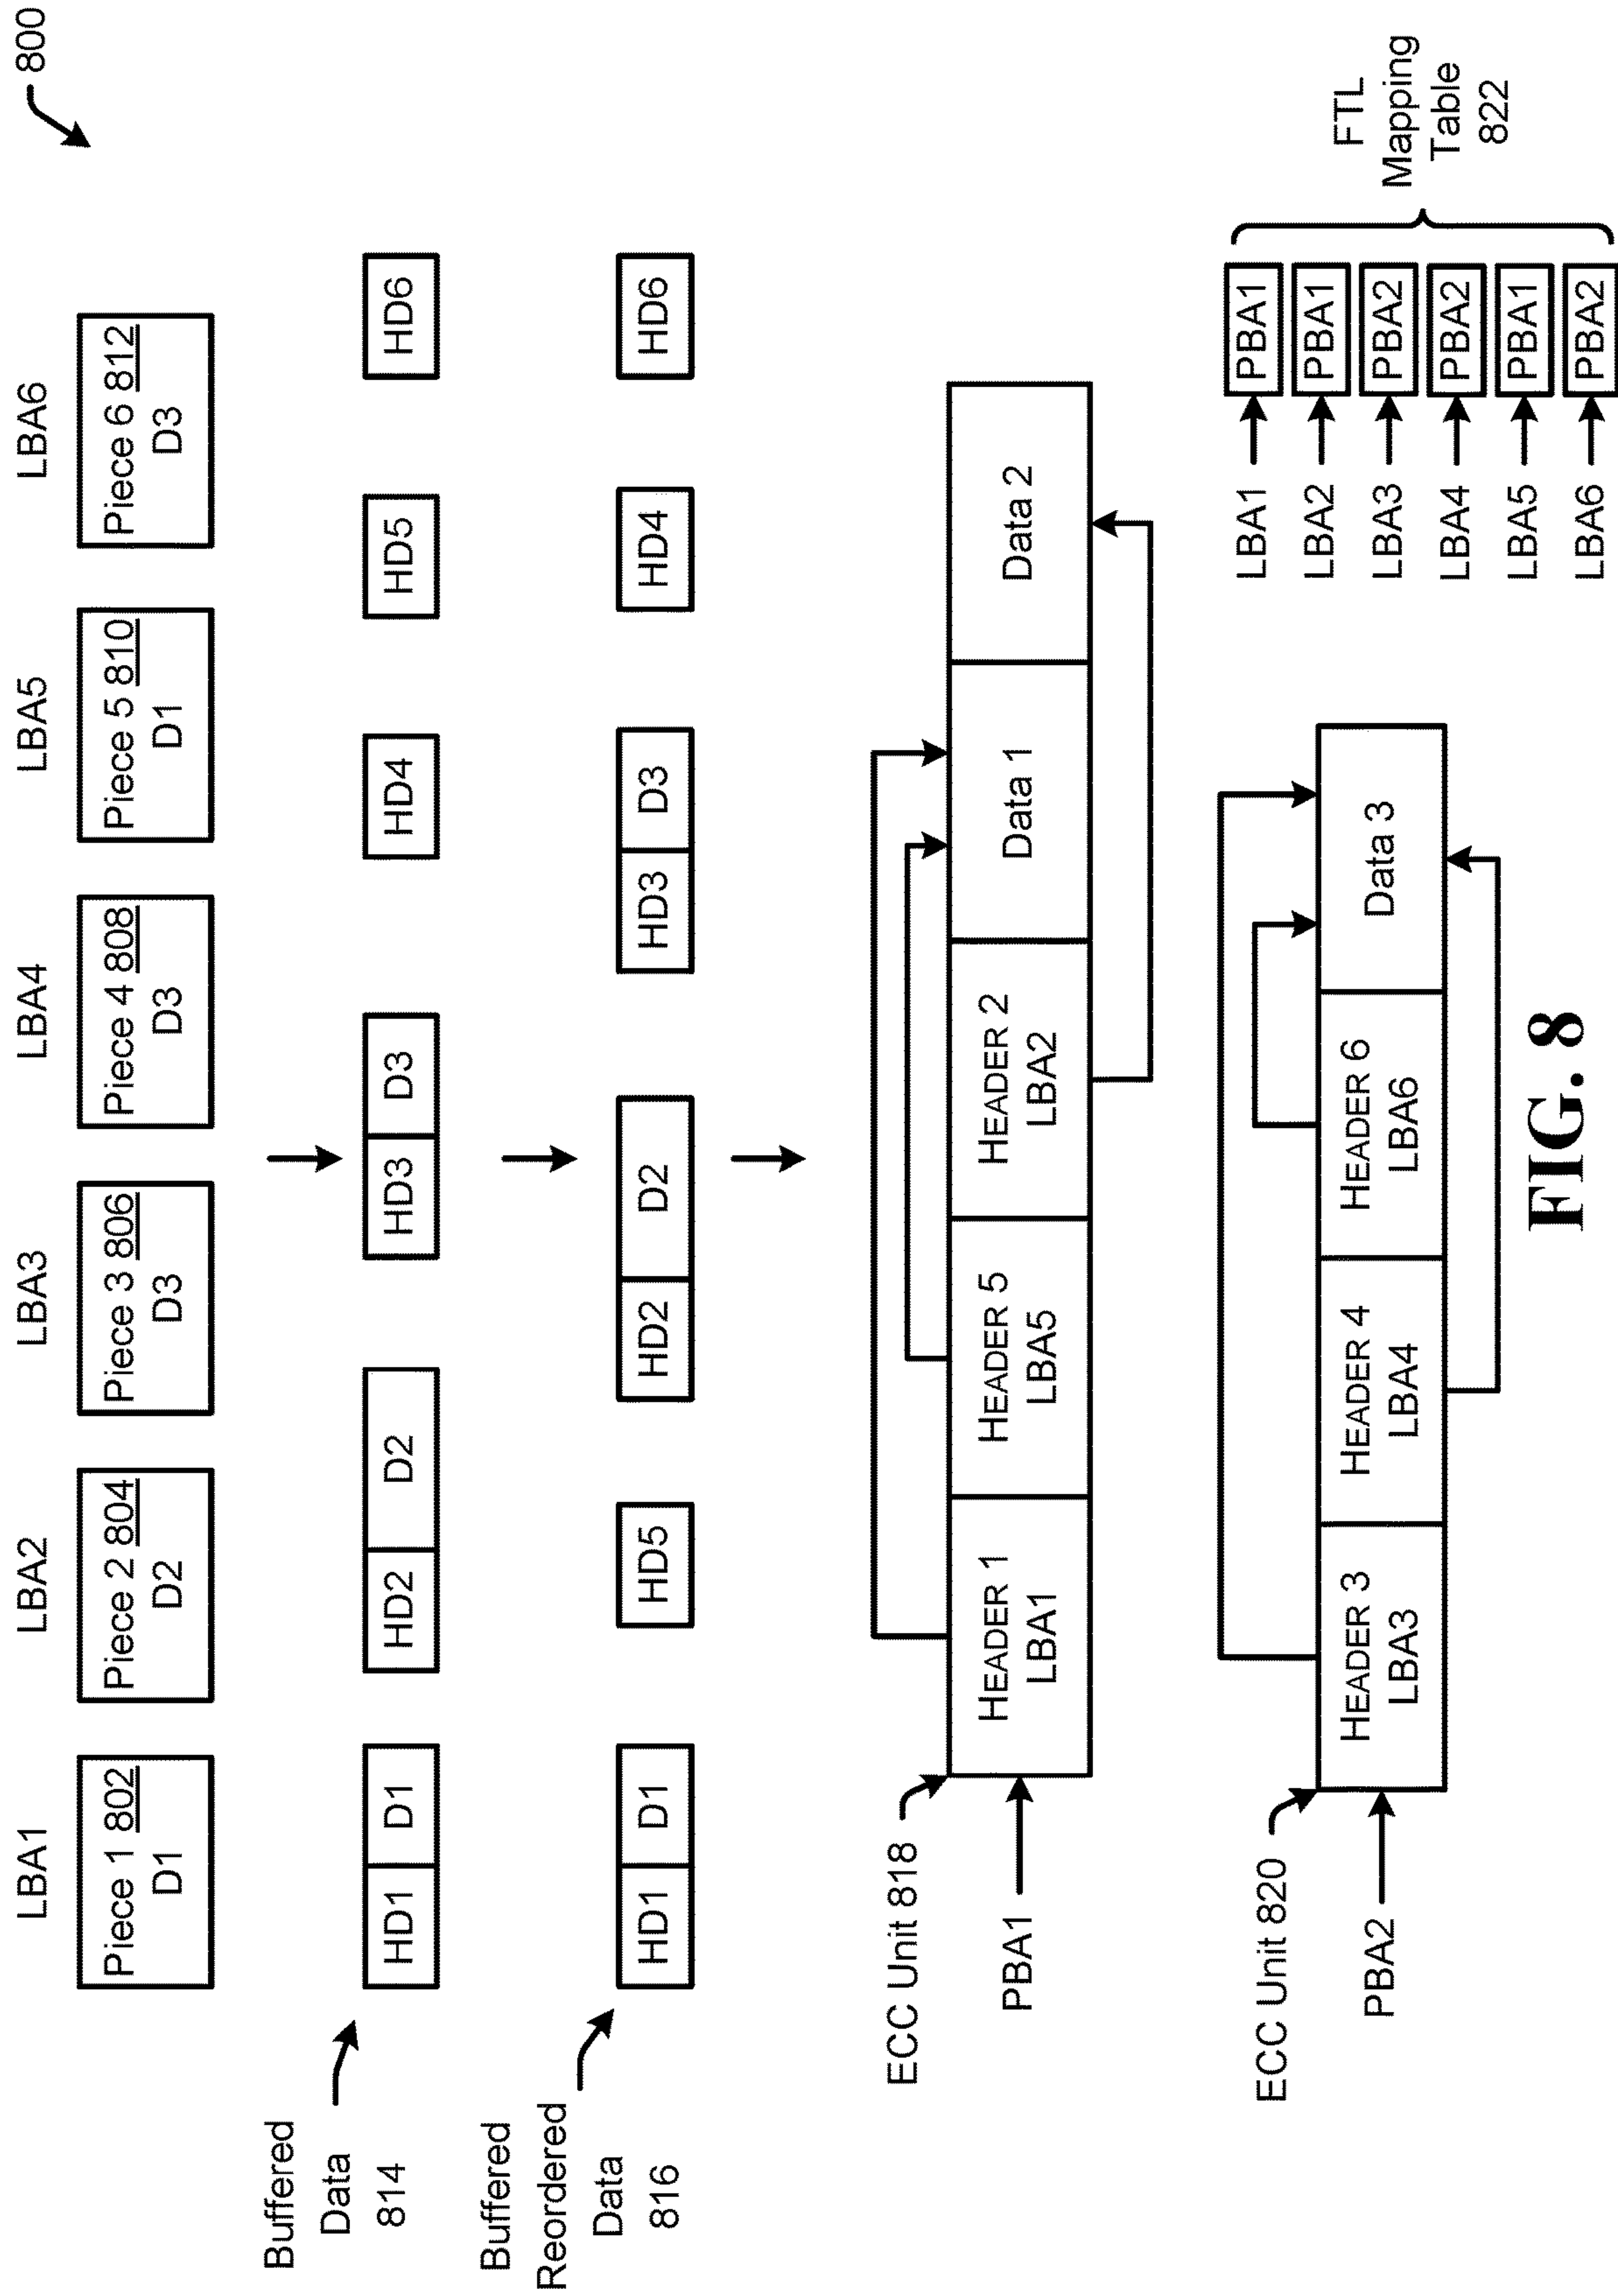 800
LBA1
LBA2
LBA3
LBA4
LBA5
LBA6
Piece 1 802
D1
Piece 2 804
D2
Piece 3 806
D3
Piece 4 808
D3
Piece 5 810
D1
Piece 6 812
D3
Buffered
Data
814
HD1
D1
HD2
D2
HD3
D3
HD4
HD5
HD6
Buffered
Reordered
Data
816
HD1
D1
HD5
HD2
D2
HD3
D3
HD4
HD6
ECC Unit 818
PBA1
HEADER 1
LBA1
HEADER 5
LBA5
HEADER 2
LBA2
Data 1
Data 2
ECC Unit 820
PBA2
HEADER 3
LBA3
HEADER 4
LBA4
HEADER 6
LBA6
Data 3
LBA1
PBA1
LBA2
PBA1
LBA3
PBA2
LBA4
PBA2
LBA5
PBA1
LBA6
PBA2
FTL
Mapping
Table
822
FIG. 8